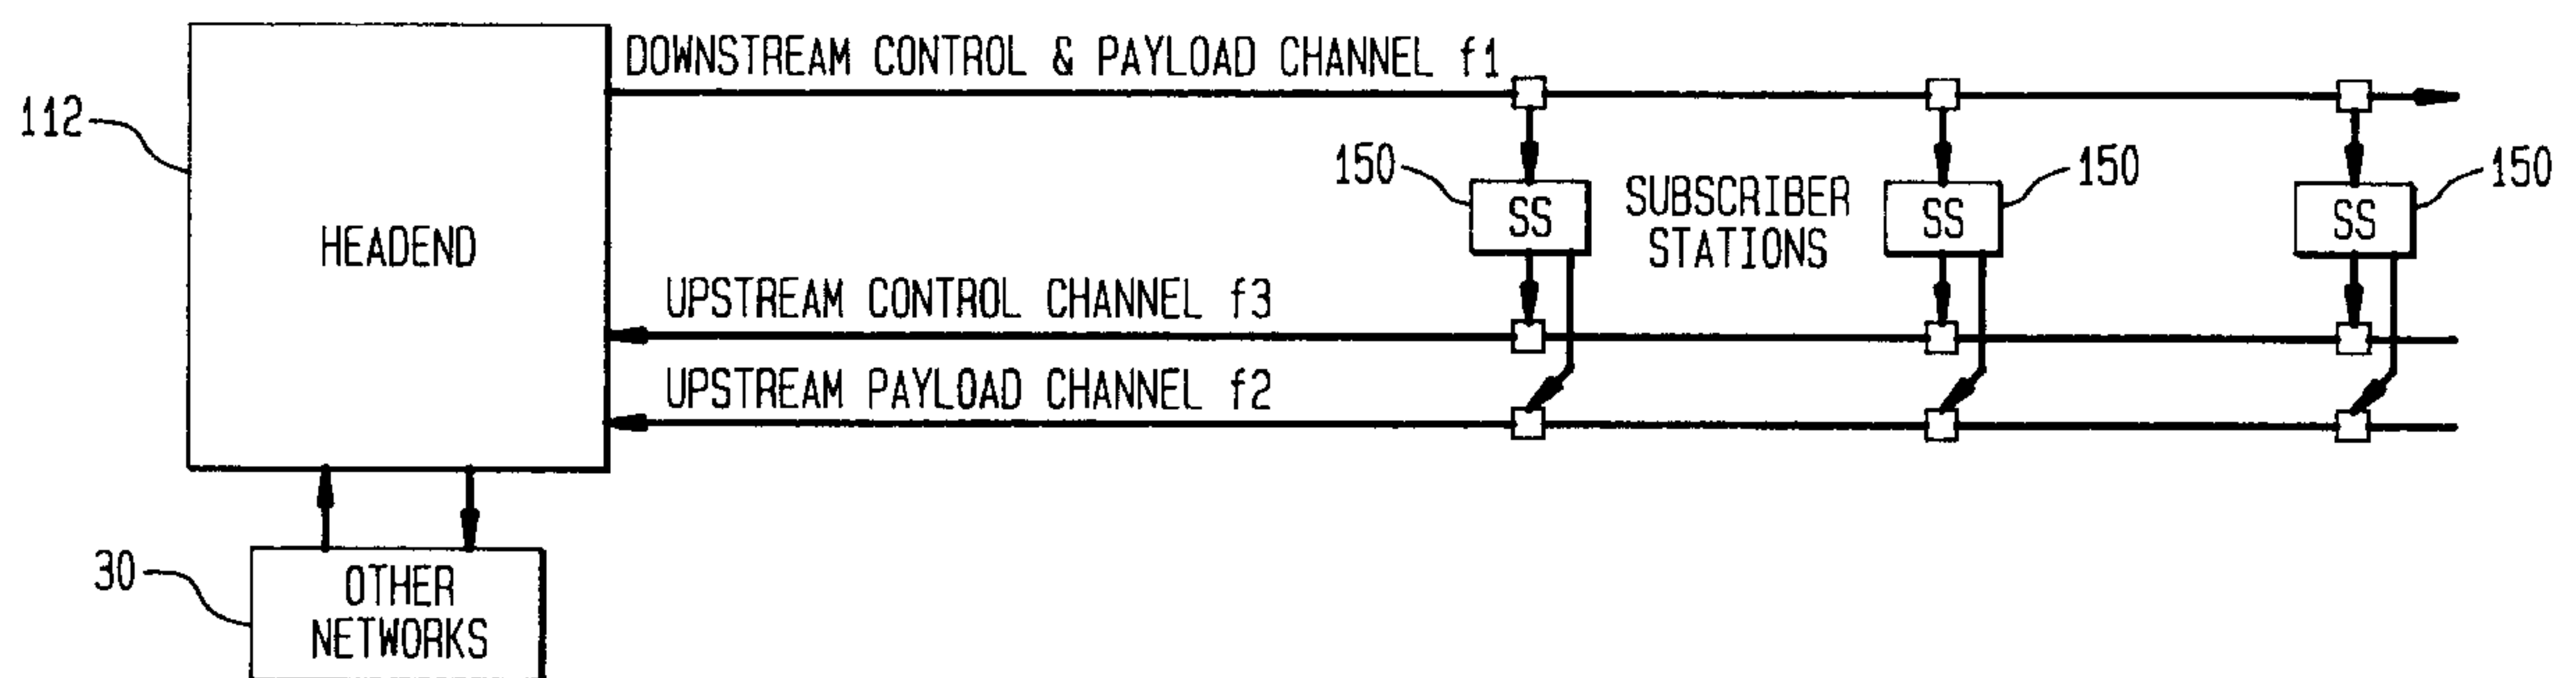 DOWNSTREAM CONTROL & PAYLOAD CHANNEL f1
112
150
150
150
SS
SUBSCRIBER
STATIONS
SS
SS
HEADEND
UPSTREAM CONTROL CHANNEL f3
UPSTREAM PAYLOAD CHANNEL f2
30
OTHER
NETWORKS